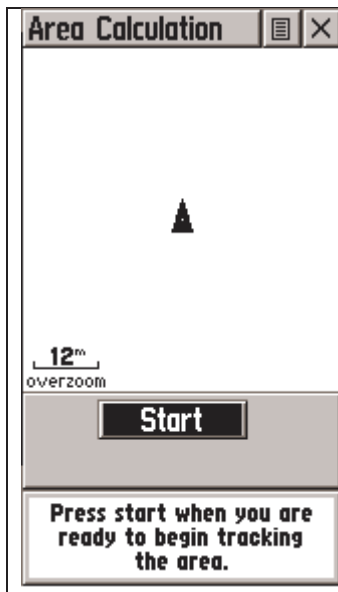 Area Calculation
12m
overzoom
Start
Press start when you are
ready to begin tracking
the area.